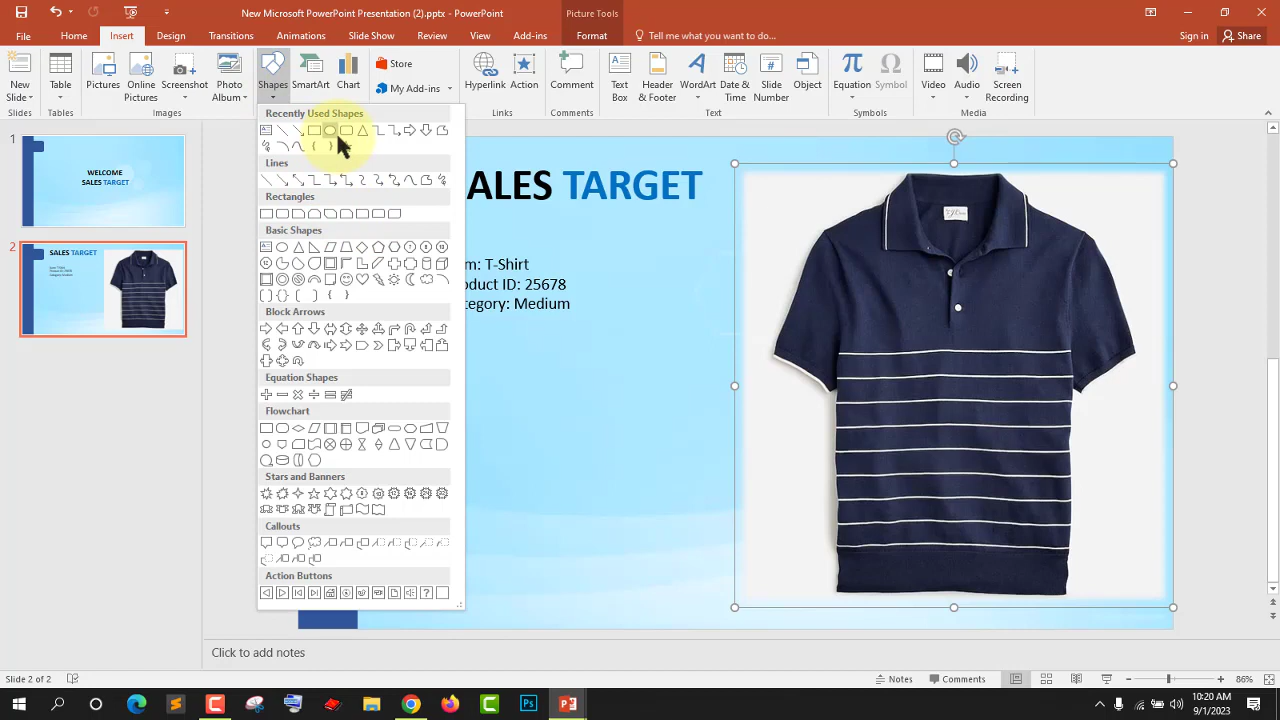 New Microsoft PowerPoint Presentation (2).pptx - PowerPoint
Picture Tools
File
Home
Insert
Design
Transitions
Animations
Slide Show
Review
View
Add-ins
Format
Tell me what you want to do...
Sign in
Share
New
Slide
Table
Pictures
Online
Pictures
Screenshot
Photo
Album
Shapes
SmartArt
Chart
Store
My Add-ins
Hyperlink
Action
Comment
Text
Box
Header
& Footer
WordArt
Date &
Time
Slide
Number
Equation
Symbol
Video
Audio
Screen
Recording
Slides
Tables
Images
Links
Comments
Text
Symbols
Media
Recently Used Shapes
Lines
Rectangles
Basic Shapes
Block Arrows
Equation Shapes
Flowchart
Stars and Banners
Callouts
Action Buttons
1
WELCOME
SALES TARGET
2
SALES TARGET
ALES TARGET
m: T-Shirt
oduct ID: 25678
tegory: Medium
Click to add notes
Slide 2 of 2
Notes
Comments
86%
10:20 AM
9/1/2023